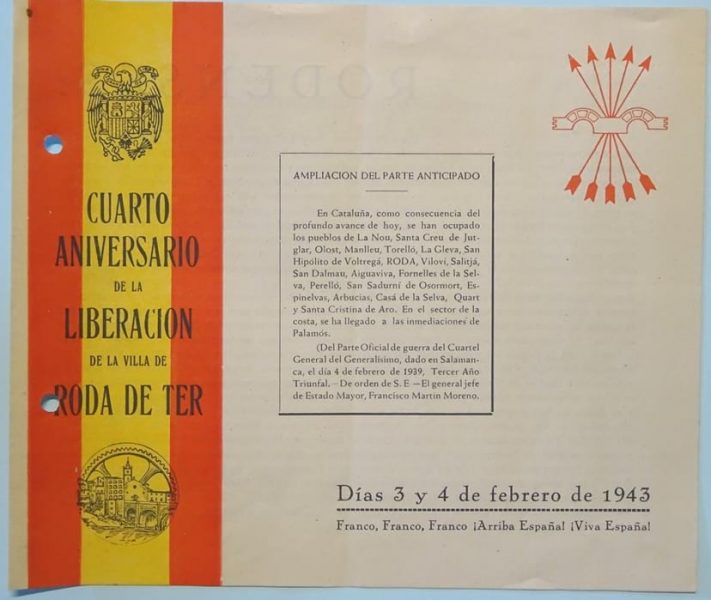 CUARTO
ANIVERSARIO
DE LA
LIBERACION
DE LA VILLA DE
RODA DE TER
AMPLIACION DEL PARTE ANTICIPADO
En Cataluña, como consecuencia del
profundo avance de hoy, se han ocupado
los pueblos de La Nou, Santa Creu de Jut-
glar, Olost, Manlleu, Torelló, La Gleva, San
Hipólito de Voltregá, RODA, Viloví, Salitjá,
San Dalmau, Aiguaviva, Fornelles de la Sel-
va, Perelló, San Sadurní de Osormort, Es-
pinelvas, Arbucias, Casá de la Selva, Quart
y Santa Cristina de Aro. En el sector de la
costa, se ha llegado a las inmediaciones de
Palamós.
(Del Parte Oficial de guerra del Cuartel
General del Generalísimo, dado en Salaman-
ca, el día 4 de febrero de 1939, Tercer Año
Triunfal. - De orden de S. E - El general jefe
de Estado Mayor, Francisco Martin Moreno.
Días 3 y 4 de febrero de 1943
Franco, Franco, Franco ¡Arriba España! ¡Viva España!